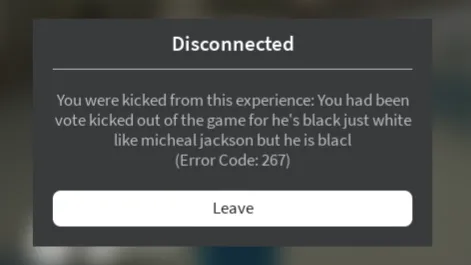 Disconnected
You were kicked from this experience: You had been
vote kicked out of the game for he's black just white
like micheal jackson but he is blacl
(Error Code: 267)
Leave